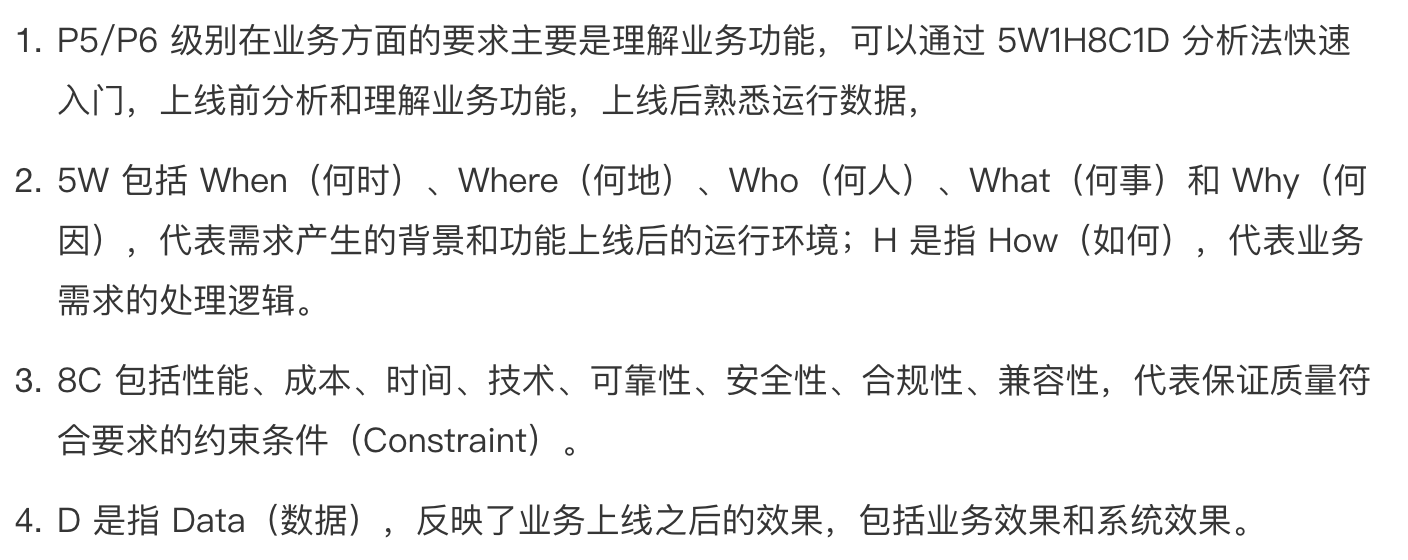 1. P5/P6 级别在业务方面的要求主要是理解业务功能，可以通过 5W1H8C1D 分析法快速
入门，上线前分析和理解业务功能，上线后熟悉运行数据，
2. 5W 包括 When（何时）、Where（何地）、Who（何人）、What（何事）和 Why（何
因），代表需求产生的背景和功能上线后的运行环境；H 是指 How（如何），代表业务
需求的处理逻辑。
3. 8C 包括性能、成本、时间、技术、可靠性、安全性、合规性、兼容性，代表保证质量符
合要求的约束条件（Constraint）。
4. D 是指 Data（数据），反映了业务上线之后的效果，包括业务效果和系统效果。